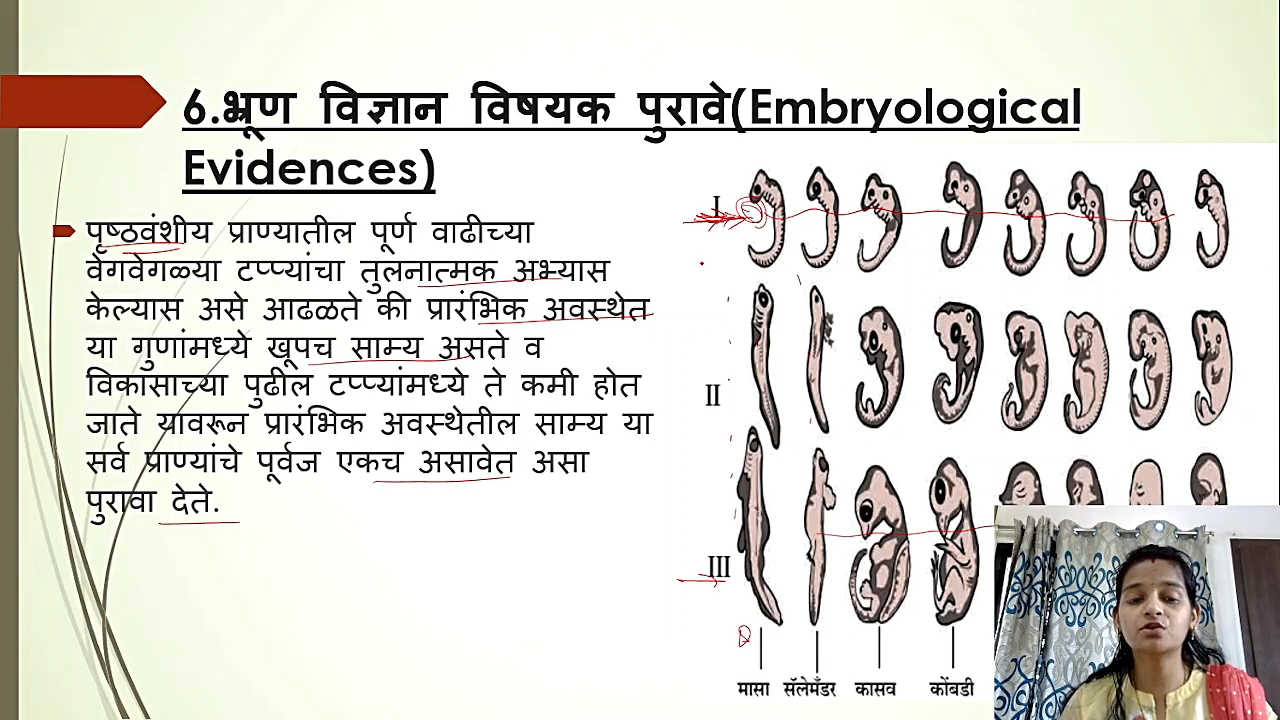 6.भ्रूण विज्ञान विषयक पुरावे(Embryological
Evidences)
पृष्ठवंशीय प्राण्यातील पूर्ण वाढीच्या
वेगवेगळ्या टप्प्यांचा तुलनात्मक अभ्यास
केल्यास असे आढळते की प्रारंभिक अवस्थेत
या गुणांमध्ये खूपच साम्य असते व
विकासाच्या पुढील टप्प्यांमध्ये ते कमी होत
जाते यावरून प्रारंभिक अवस्थेतील साम्य या
सर्व प्राण्यांचे पूर्वज एकच असावेत असा
पुरावा देते.
I
II
III
मासा सॅलेमँडर कासव कोंबडी